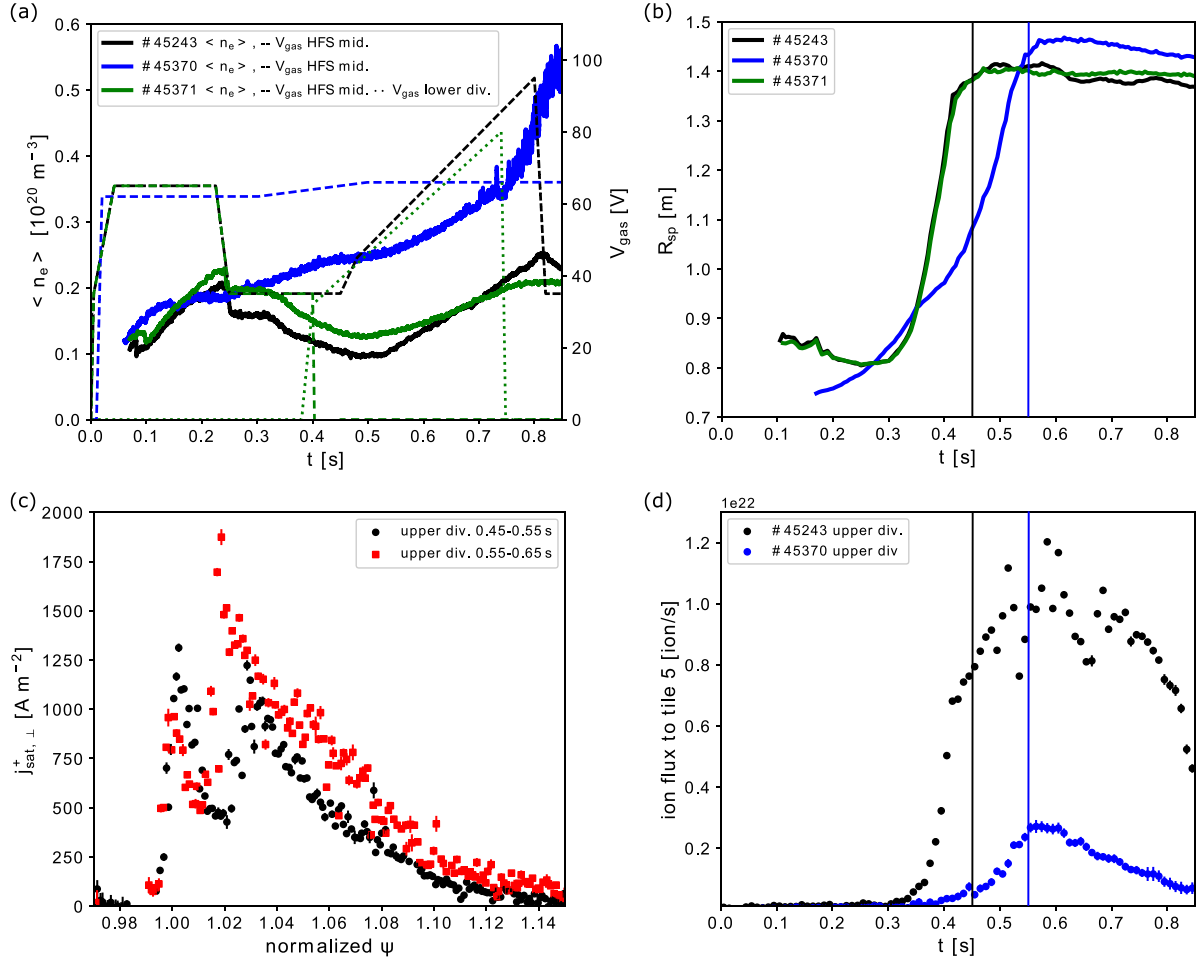 (a)
# 45243 < n_e > , -- V_gas HFS mid.
# 45370 < n_e > , -- V_gas HFS mid.
# 45371 < n_e > , -- V_gas HFS mid. ·· V_gas lower div.
0.6
0.5
0.4
0.3
0.2
0.1
0.0
< n_e > [10^20 m^−3]
100
80
60
40
20
0
V_gas [V]
0.0 0.1 0.2 0.3 0.4 0.5 0.6 0.7 0.8
t [s]
(b)
# 45243
# 45370
# 45371
1.5
1.4
1.3
1.2
1.1
1.0
0.9
0.8
0.7
R_sp [m]
0.0 0.1 0.2 0.3 0.4 0.5 0.6 0.7 0.8
t [s]
(c)
upper div. 0.45-0.55 s
upper div. 0.55-0.65 s
2000
1750
1500
1250
1000
750
500
250
0
j^+_sat, ⊥ [A m^−2]
0.98 1.00 1.02 1.04 1.06 1.08 1.10 1.12 1.14
normalized ψ
(d)
1e22
# 45243 upper div.
# 45370 upper div
1.2
1.0
0.8
0.6
0.4
0.2
ion flux to tile 5 [ion/s]
0.0 0.1 0.2 0.3 0.4 0.5 0.6 0.7 0.8
t [s]